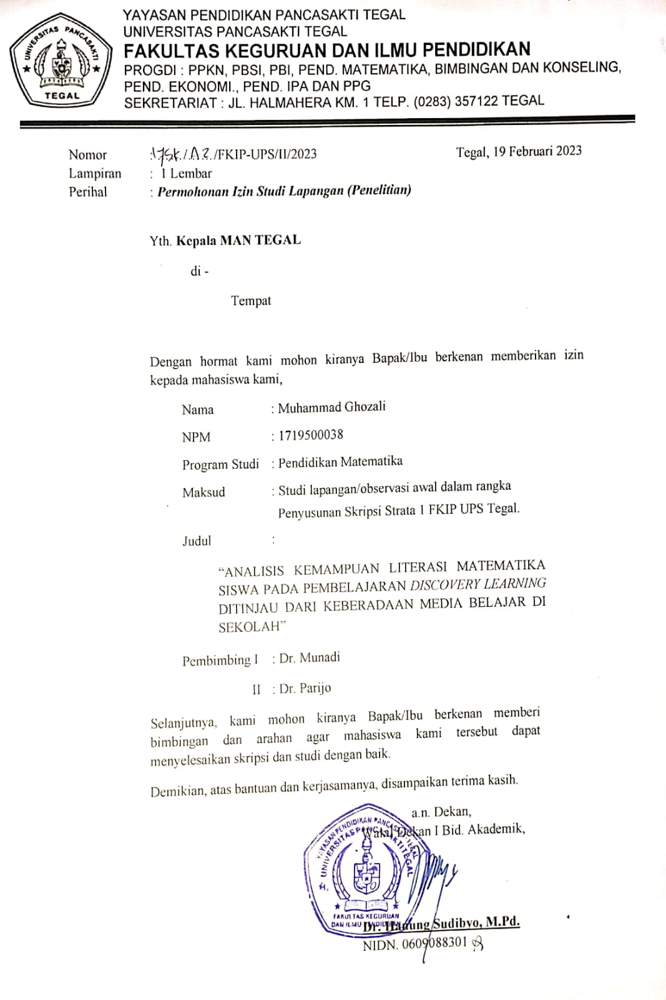 YAYASAN PENDIDIKAN PANCASAKTI TEGAL
UNIVERSITAS PANCASAKTI TEGAL
FAKULTAS KEGURUAN DAN ILMU PENDIDIKAN
PROGDI : PPKN, PBSI, PBI, PEND. MATEMATIKA, BIMBINGAN DAN KONSELING,
PEND. EKONOMI., PEND. IPA DAN PPG
SEKRETARIAT : JL. HALMAHERA KM. 1 TELP. (0283) 357122 TEGAL
UNIVERSITAS PANCASAKTI
TEGAL
Nomor : /FKIP-UPS/II/2023 Tegal, 19 Februari 2023
Lampiran : 1 Lembar
Perihal : Permohonan Izin Studi Lapangan (Penelitian)
Yth. Kepala MAN TEGAL
di -
Tempat
Dengan hormat kami mohon kiranya Bapak/Ibu berkenan memberikan izin
kepada mahasiswa kami,
Nama : Muhammad Ghozali
NPM : 1719500038
Program Studi : Pendidikan Matematika
Maksud : Studi lapangan/observasi awal dalam rangka
Penyusunan Skripsi Strata 1 FKIP UPS Tegal.
Judul :
“ANALISIS KEMAMPUAN LITERASI MATEMATIKA
SISWA PADA PEMBELAJARAN DISCOVERY LEARNING
DITINJAU DARI KEBERADAAN MEDIA BELAJAR DI
SEKOLAH”
Pembimbing I : Dr. Munadi
II : Dr. Parijo
Selanjutnya, kami mohon kiranya Bapak/Ibu berkenan memberi
bimbingan dan arahan agar mahasiswa kami tersebut dapat
menyelesaikan skripsi dan studi dengan baik.
Demikian, atas bantuan dan kerjasamanya, disampaikan terima kasih.
a.n. Dekan,
Wakil Dekan I Bid. Akademik,
YAYASAN PENDIDIKAN PANCASAKTI TEGAL
UNIVERSITAS PANCASAKTI TEGAL
FAKULTAS KEGURUAN
DAN ILMU PENDIDIKAN
Dr. Hanung Sudibyo, M.Pd.
NIDN. 0609088301